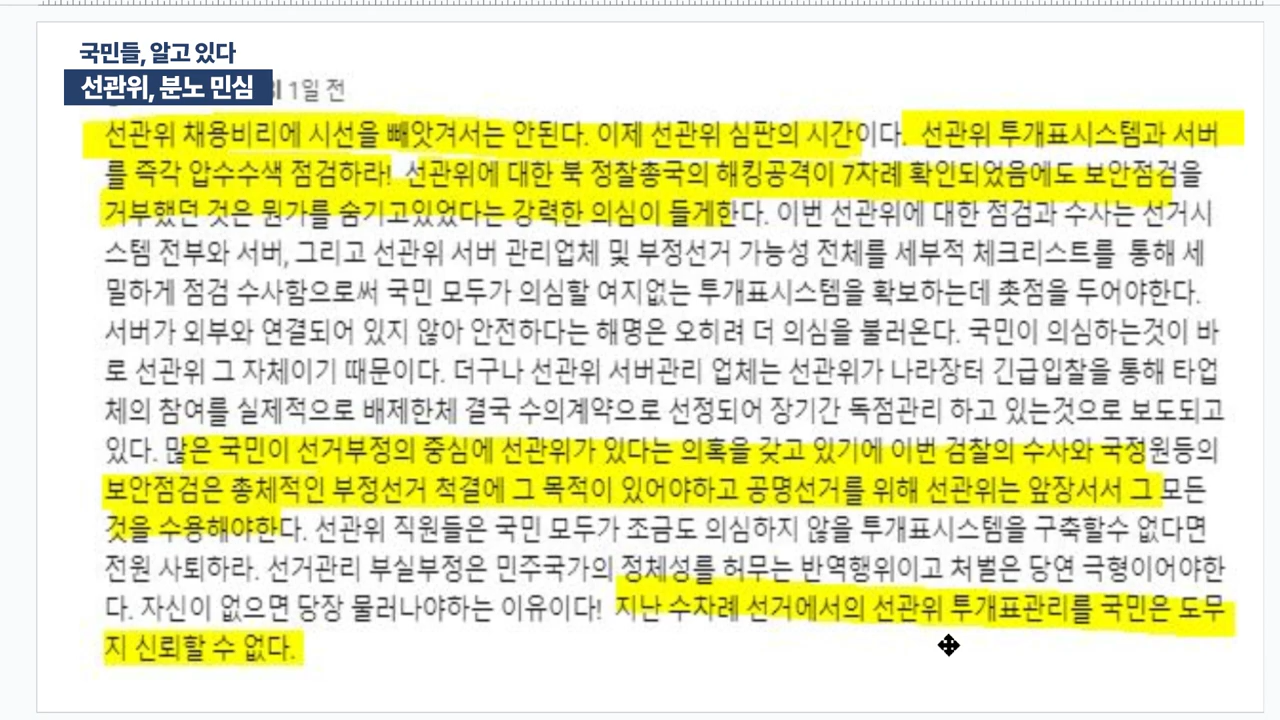 국민들, 알고 있다
선관위, 분노 민심
1일 전
선관위 채용비리에 시선을 빼앗겨서는 안된다. 이제 선관위 심판의 시간이다. 선관위 투개표시스템과 서버
를 즉각 압수수색 점검하라! 선관위에 대한 북 정찰총국의 해킹공격이 7차례 확인되었음에도 보안점검을
거부했던 것은 뭔가를 숨기고있었다는 강력한 의심이 들게한다. 이번 선관위에 대한 점검과 수사는 선거시
스템 전부와 서버, 그리고 선관위 서버 관리업체 및 부정선거 가능성 전체를 세부적 체크리스트를 통해 세
밀하게 점검 수사함으로써 국민 모두가 의심할 여지없는 투개표시스템을 확보하는데 촛점을 두어야한다.
서버가 외부와 연결되어 있지 않아 안전하다는 해명은 오히려 더 의심을 불러온다. 국민이 의심하는것이 바
로 선관위 그 자체이기 때문이다. 더구나 선관위 서버관리 업체는 선관위가 나라장터 긴급입찰을 통해 타업
체의 참여를 실제적으로 배제한체 결국 수의계약으로 선정되어 장기간 독점관리 하고 있는것으로 보도되고
있다. 많은 국민이 선거부정의 중심에 선관위가 있다는 의혹을 갖고 있기에 이번 검찰의 수사와 국정원등의
보안점검은 총체적인 부정선거 척결에 그 목적이 있어야하고 공명선거를 위해 선관위는 앞장서서 그 모든
것을 수용해야한다. 선관위 직원들은 국민 모두가 조금도 의심하지 않을 투개표시스템을 구축할수 없다면
전원 사퇴하라. 선거관리 부실부정은 민주국가의 정체성를 허무는 반역행위이고 처벌은 당연 극형이어야한
다. 자신이 없으면 당장 물러나야하는 이유이다! 지난 수차례 선거에서의 선관위 투개표관리를 국민은 도무
지 신뢰할 수 없다.